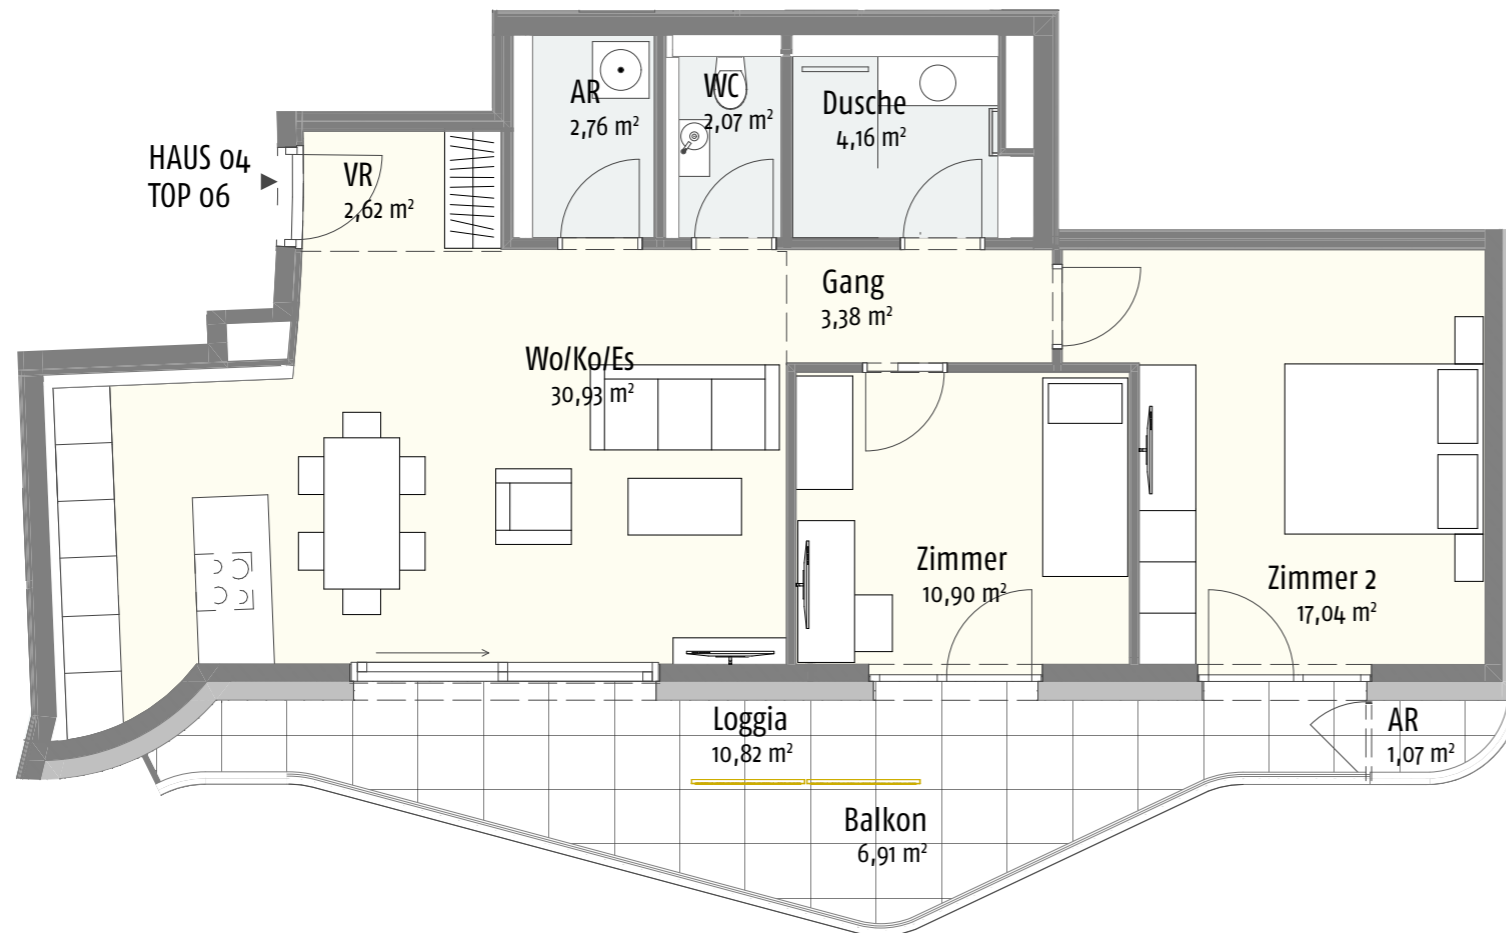 AR
2,76 m²
WC
2,07 m²
Dusche
4,16 m²
HAUS 04
TOP 06
VR
2,62 m²
Gang
3,38 m²
Wo/Ko/Es
30,93 m²
Zimmer
10,90 m²
Zimmer 2
17,04 m²
Loggia
10,82 m²
AR
1,07 m²
Balkon
6,91 m²